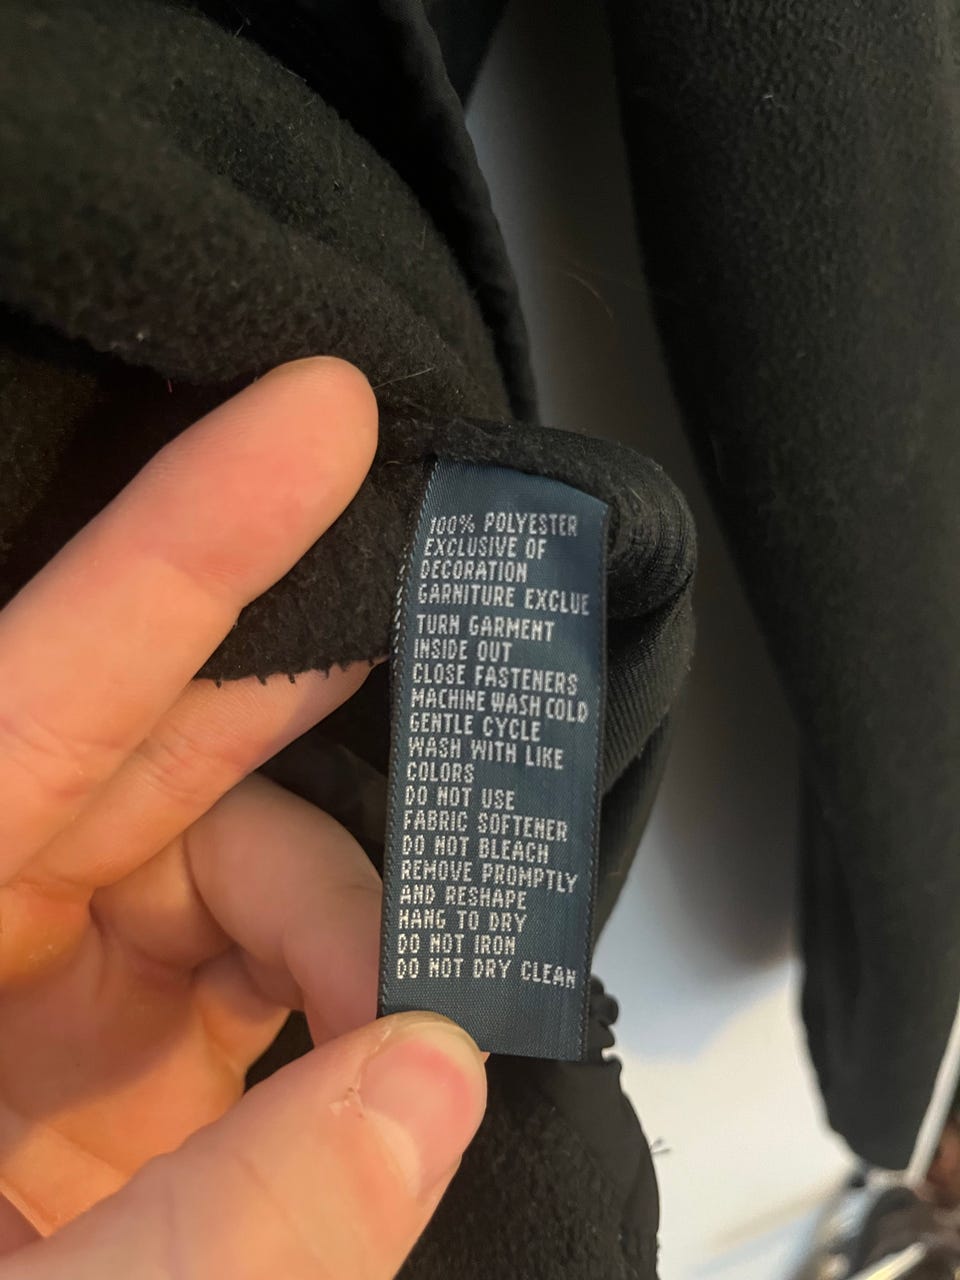 100% POLYESTER
EXCLUSIVE OF
DECORATION
GARNITURE EXCLUE
TURN GARMENT
INSIDE OUT
CLOSE FASTENERS
MACHINE WASH COLD
GENTLE CYCLE
WASH WITH LIKE
COLORS
DO NOT USE
FABRIC SOFTENER
DO NOT BLEACH
REMOVE PROMPTLY
AND RESHAPE
HANG TO DRY
DO NOT IRON
DO NOT DRY CLEAN